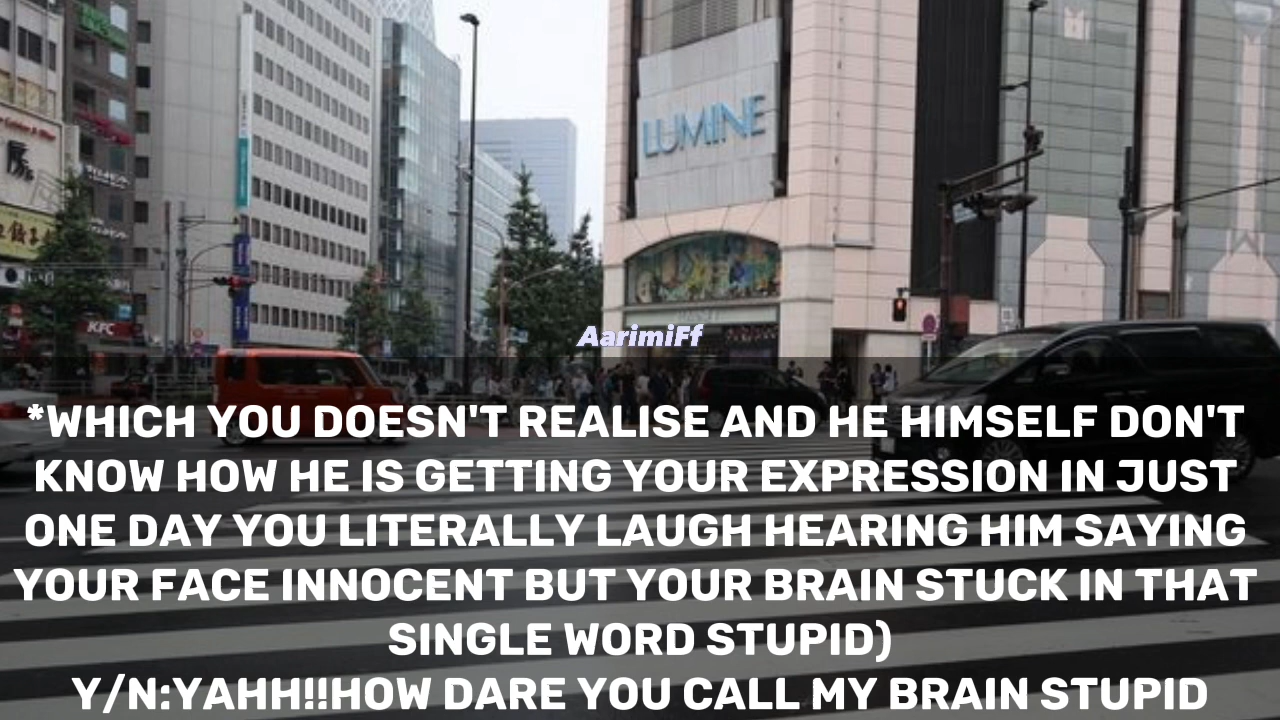 LUMINE
房
KFC
AarimiFf
*WHICH YOU DOESN'T REALISE AND HE HIMSELF DON'T
KNOW HOW HE IS GETTING YOUR EXPRESSION IN JUST
ONE DAY YOU LITERALLY LAUGH HEARING HIM SAYING
YOUR FACE INNOCENT BUT YOUR BRAIN STUCK IN THAT
SINGLE WORD STUPID)
Y/N:YAHH!!HOW DARE YOU CALL MY BRAIN STUPID